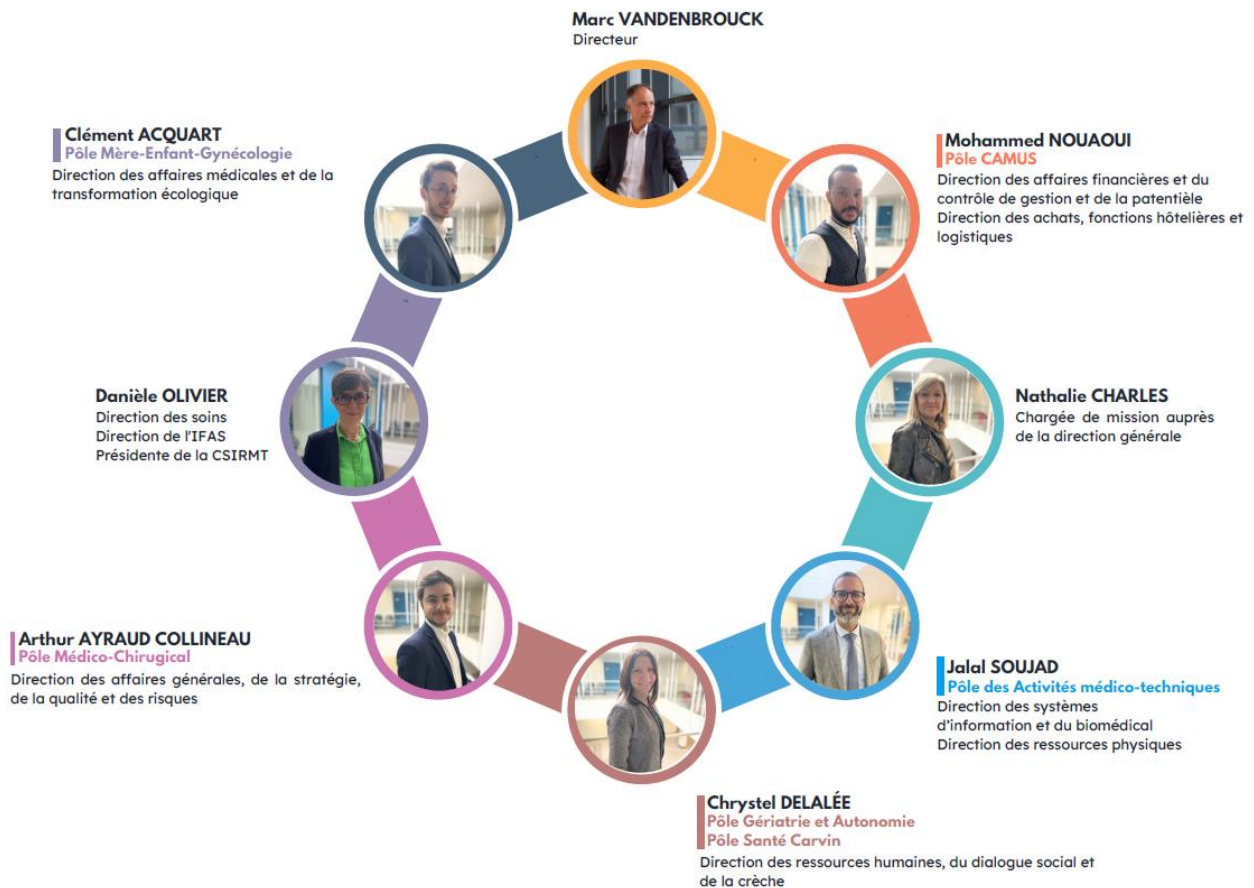 Marc VANDENBROUCK
Directeur
Clément ACQUART
Pôle Mère-Enfant-Gynécologie
Direction des affaires médicales et de la
transformation écologique
Mohammed NOUAOUI
Pôle CAMUS
Direction des affaires financières et du
contrôle de gestion et de la patentièle
Direction des achats, fonctions hôtelières et
logistiques
Danièle OLIVIER
Direction des soins
Direction de l'IFAS
Présidente de la CSIRMT
Nathalie CHARLES
Chargée de mission auprès
de la direction générale
Arthur AYRAUD COLLINEAU
Pôle Médico-Chirugical
Direction des affaires générales, de la stratégie,
de la qualité et des risques
Jalal SOUJAD
Pôle des Activités médico-techniques
Direction des systèmes
d'information et du biomédical
Direction des ressources physiques
Chrystel DELALÉE
Pôle Gériatrie et Autonomie
Pôle Santé Carvin
Direction des ressources humaines, du dialogue social et
de la crèche